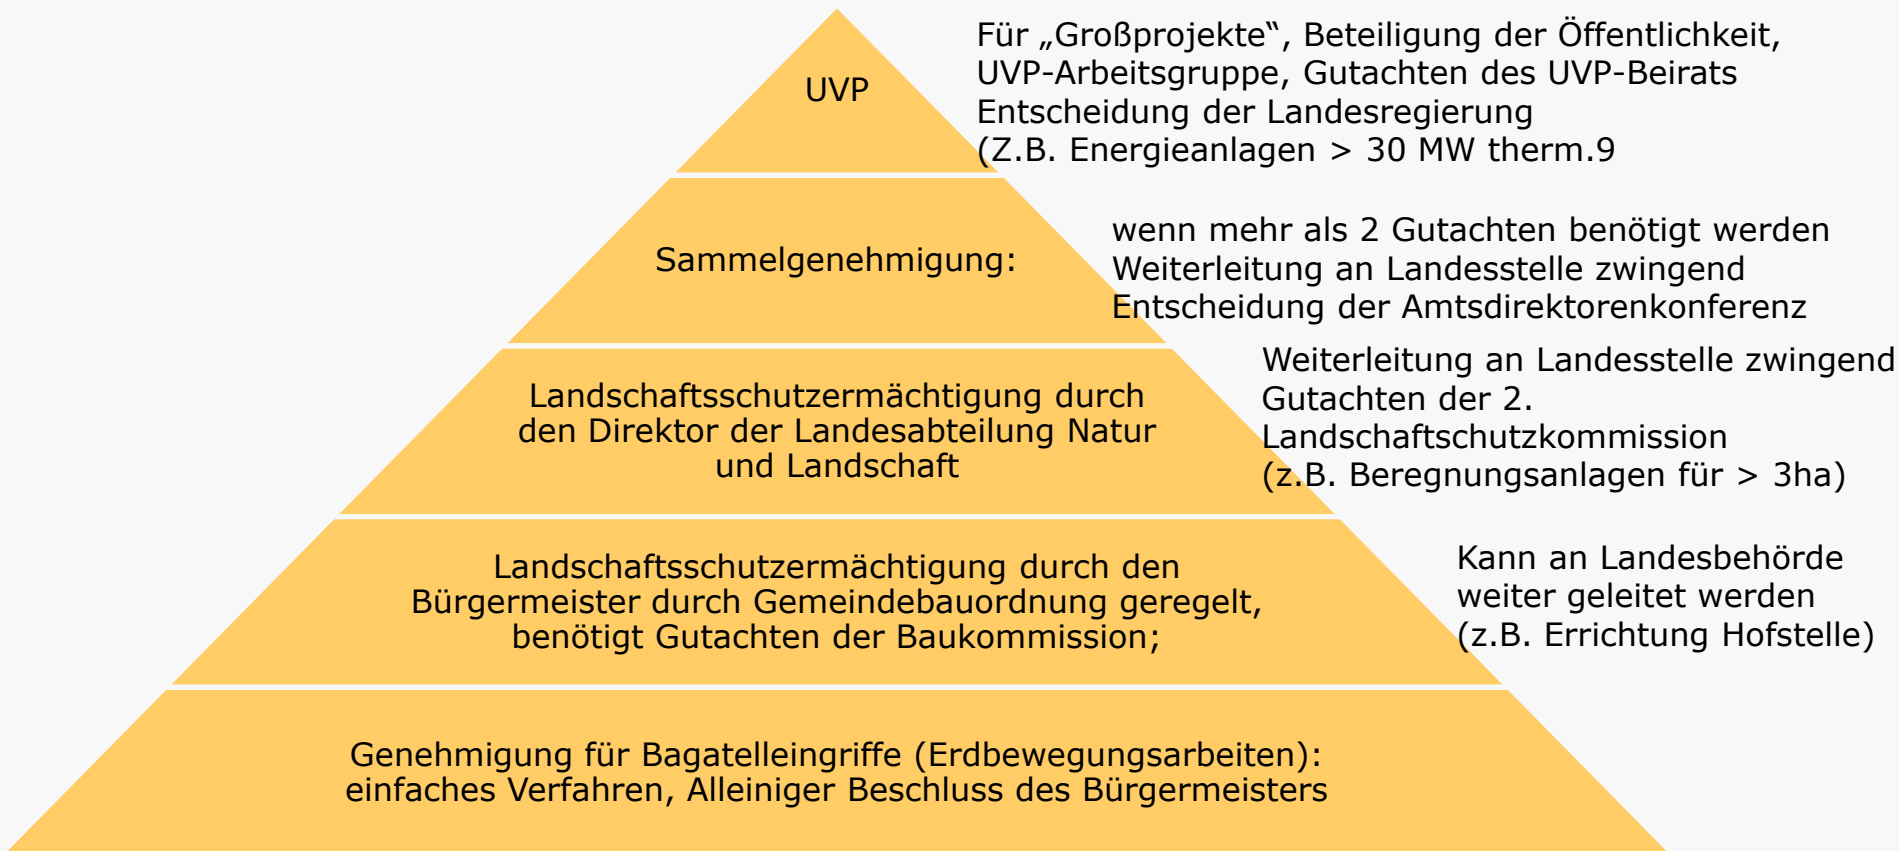 UVP
Für „Großprojekte“, Beteiligung der Öffentlichkeit,
UVP-Arbeitsgruppe, Gutachten des UVP-Beirats
Entscheidung der Landesregierung
(Z.B. Energieanlagen > 30 MW therm.9
Sammelgenehmigung:
wenn mehr als 2 Gutachten benötigt werden
Weiterleitung an Landesstelle zwingend
Entscheidung der Amtsdirektorenkonferenz
Landschaftsschutzermächtigung durch
den Direktor der Landesabteilung Natur
und Landschaft
Weiterleitung an Landesstelle zwingend
Gutachten der 2.
Landschaftschutzkommission
(z.B. Beregnungsanlagen für > 3ha)
Landschaftsschutzermächtigung durch den
Bürgermeister durch Gemeindebauordnung geregelt,
benötigt Gutachten der Baukommission;
Kann an Landesbehörde
weiter geleitet werden
(z.B. Errichtung Hofstelle)
Genehmigung für Bagatelleingriffe (Erdbewegungsarbeiten):
einfaches Verfahren, Alleiniger Beschluss des Bürgermeisters